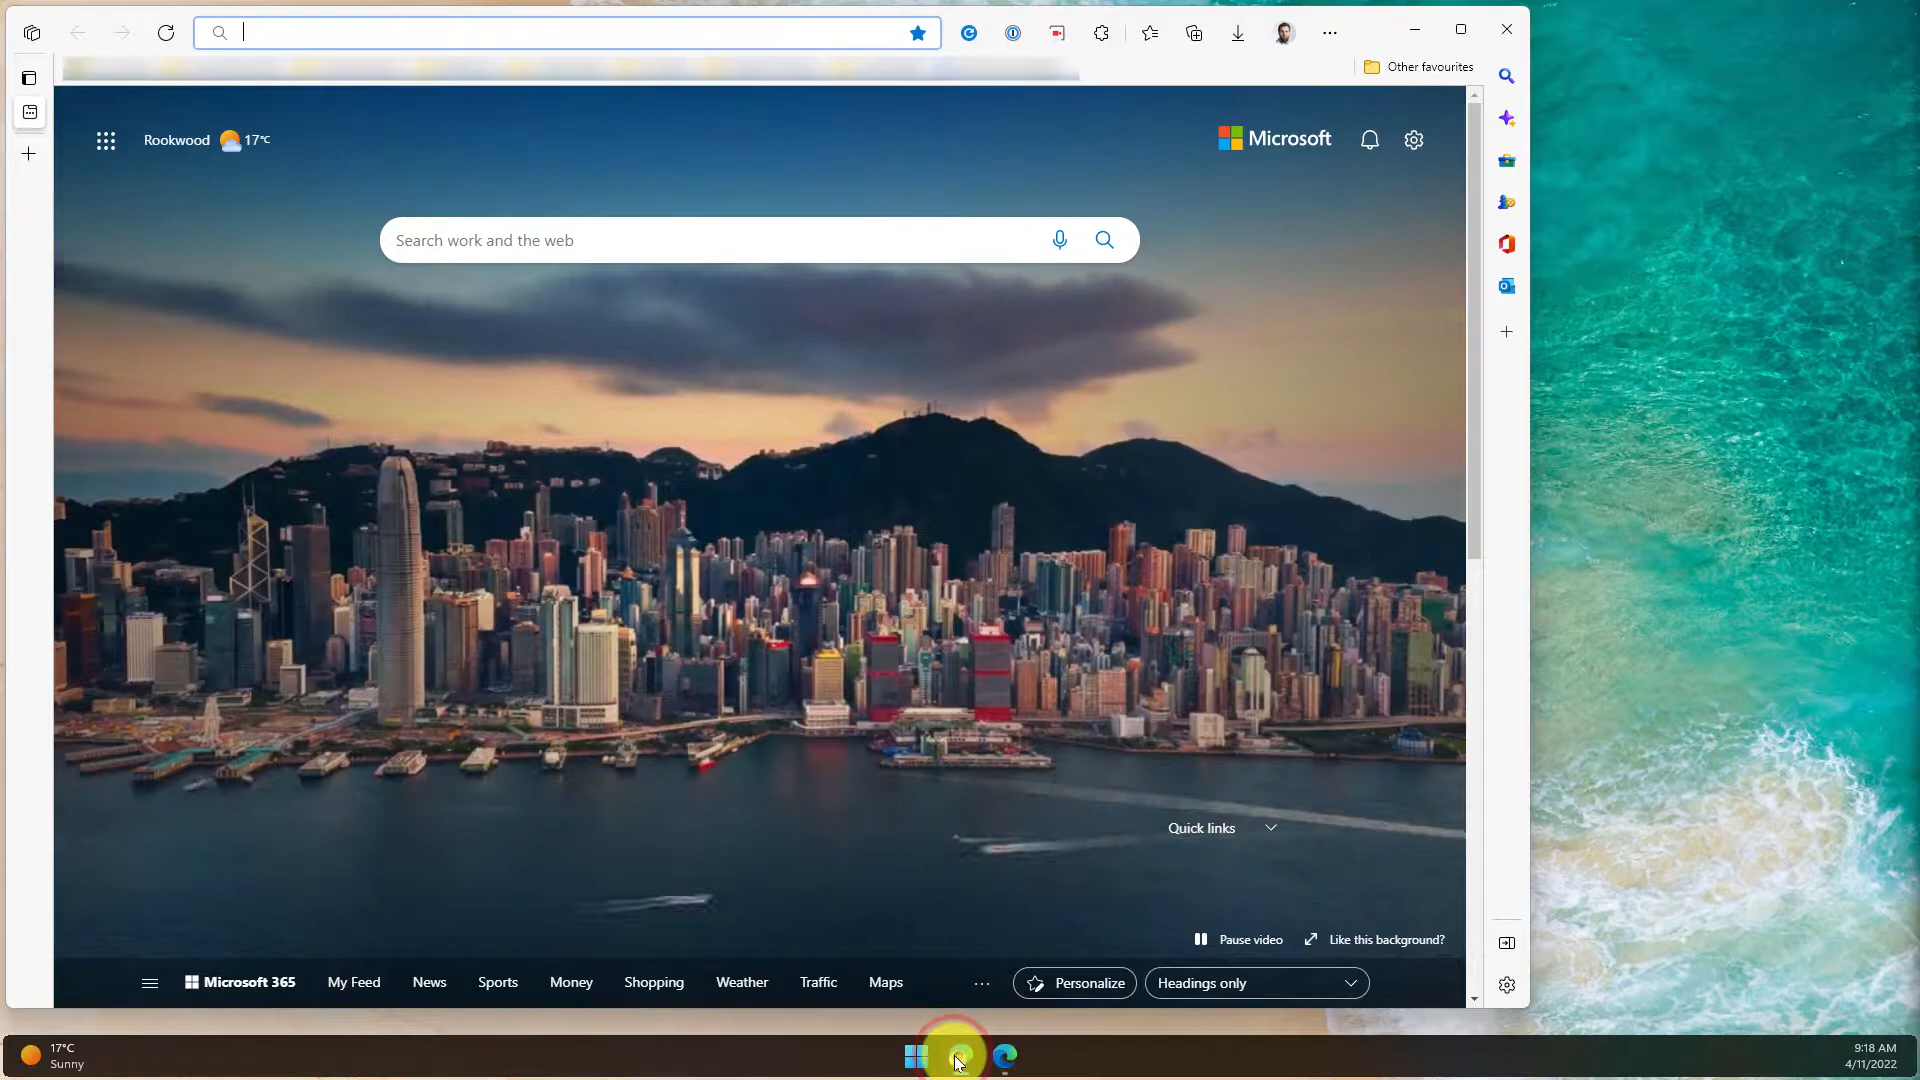 Other favourites
Rookwood 17°C
Microsoft
Search work and the web
Quick links
Pause video Like this background?
Microsoft 365 My Feed News Sports Money Shopping Weather Traffic Maps ... Personalize Headings only
17°C
Sunny
9:18 AM
4/11/2022